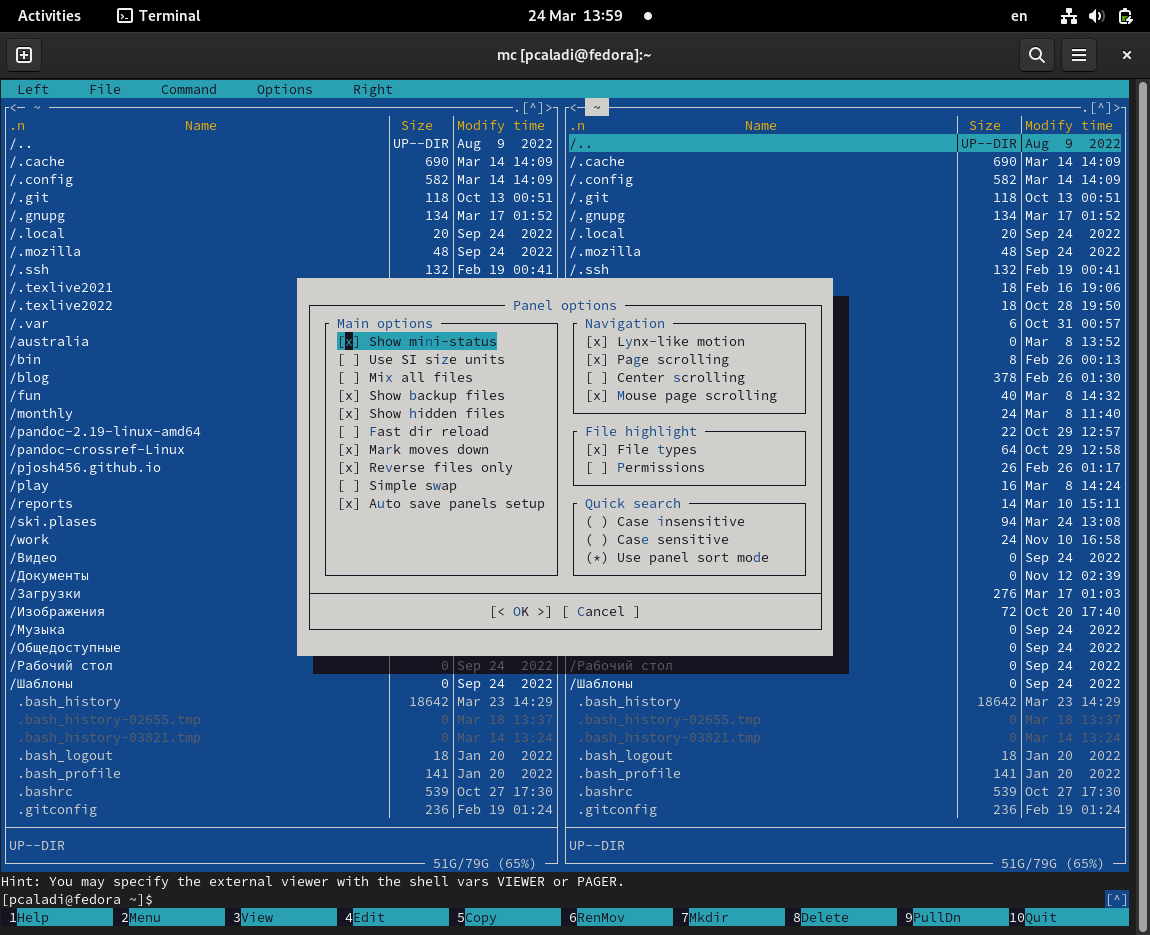 Activities Terminal 24 Mar 13:59 en
mc [pcaladi@fedora]:~
Left File Command Options Right
<─ ~ .[^]> <─ ~ .[^]>
.n Name Size Modify time .n Name Size Modify time
/.. UP--DIR Aug 9 2022 /.. UP--DIR Aug 9 2022
/.cache 690 Mar 14 14:09 /.cache 690 Mar 14 14:09
/.config 582 Mar 14 14:09 /.config 582 Mar 14 14:09
/.git 118 Oct 13 00:51 /.git 118 Oct 13 00:51
/.gnupg 134 Mar 17 01:52 /.gnupg 134 Mar 17 01:52
/.local 20 Sep 24 2022 /.local 20 Sep 24 2022
/.mozilla 48 Sep 24 2022 /.mozilla 48 Sep 24 2022
/.ssh 132 Feb 19 00:41 /.ssh 132 Feb 19 00:41
/.texlive2021 18 Feb 16 19:06
/.texlive2022 Panel options 18 Oct 28 19:50
/.var Main options Navigation 6 Oct 31 00:57
/australia [x] Show mini-status [x] Lynx-like motion 0 Mar 8 13:52
/bin [ ] Use SI size units [x] Page scrolling 8 Feb 26 00:13
/blog [ ] Mix all files [ ] Center scrolling 378 Feb 26 01:30
/fun [x] Show backup files [x] Mouse page scrolling 40 Mar 8 14:32
/monthly [x] Show hidden files 24 Mar 8 11:40
/pandoc-2.19-linux-amd64 [ ] Fast dir reload File highlight 22 Oct 29 12:57
/pandoc-crossref-Linux [x] Mark moves down [x] File types 64 Oct 29 12:58
/pjosh456.github.io [x] Reverse files only [ ] Permissions 26 Feb 26 01:17
/play [ ] Simple swap 16 Mar 8 14:24
/reports [x] Auto save panels setup Quick search 14 Mar 10 15:11
/ski.plases ( ) Case insensitive 94 Mar 24 13:08
/work ( ) Case sensitive 24 Nov 10 16:58
/Видео (*) Use panel sort mode 0 Sep 24 2022
/Документы 0 Nov 12 02:39
/Загрузки 276 Mar 17 01:03
/Изображения [< OK >] [ Cancel ] 72 Oct 20 17:40
/Музыка 0 Sep 24 2022
/Общедоступные 0 Sep 24 2022
/Рабочий стол 0 Sep 24 2022 /Рабочий стол 0 Sep 24 2022
/Шаблоны 0 Sep 24 2022 /Шаблоны 0 Sep 24 2022
.bash_history 18642 Mar 23 14:29 .bash_history 18642 Mar 23 14:29
.bash_history-02655.tmp 0 Mar 18 13:37 .bash_history-02655.tmp 0 Mar 18 13:37
.bash_history-03821.tmp 0 Mar 14 13:24 .bash_history-03821.tmp 0 Mar 14 13:24
.bash_logout 18 Jan 20 2022 .bash_logout 18 Jan 20 2022
.bash_profile 141 Jan 20 2022 .bash_profile 141 Jan 20 2022
.bashrc 539 Oct 27 17:30 .bashrc 539 Oct 27 17:30
.gitconfig 236 Feb 19 01:24 .gitconfig 236 Feb 19 01:24
UP--DIR UP--DIR
51G/79G (65%) 51G/79G (65%)
Hint: You may specify the external viewer with the shell vars VIEWER or PAGER.
[pcaladi@fedora ~]$ [^]
1Help 2Menu 3View 4Edit 5Copy 6RenMov 7Mkdir 8Delete 9PullDn 10Quit